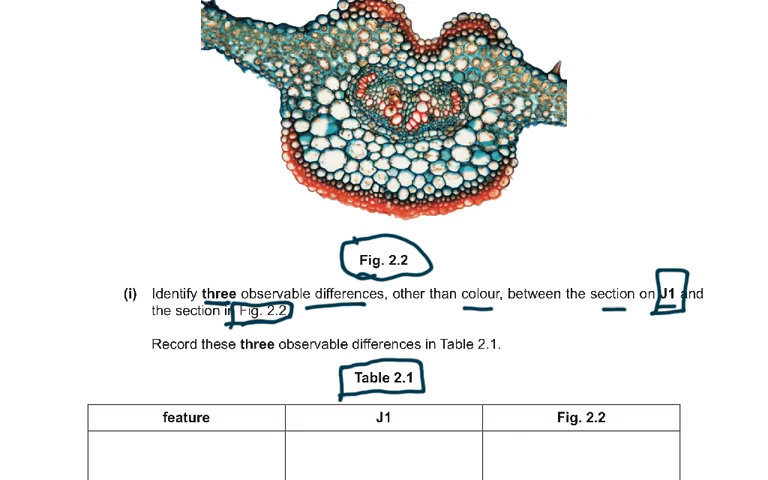 Fig. 2.2
(i) Identify three observable differences, other than colour, between the section on J1 and
the section in Fig. 2.2
Record these three observable differences in Table 2.1.
Table 2.1
feature J1 Fig. 2.2